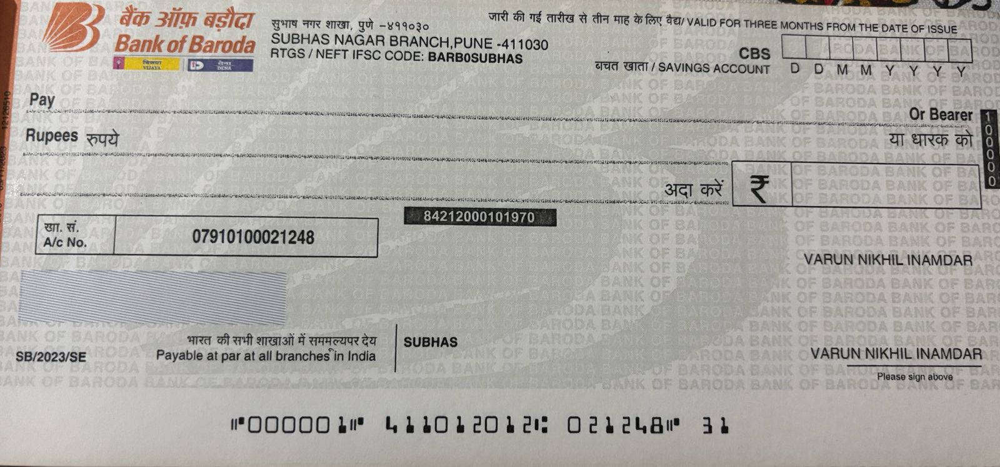 बैंक ऑफ़ बड़ौदा
Bank of Baroda
विजया VIJAYA देना DENA
सुभाष नगर शाखा, पुणे -४११०३०
SUBHAS NAGAR BRANCH,PUNE -411030
RTGS / NEFT IFSC CODE: BARB0SUBHAS
जारी की गई तारीख से तीन माह के लिए वैद्य/ VALID FOR THREE MONTHS FROM THE DATE OF ISSUE
CBS
बचत खाता / SAVINGS ACCOUNT
D D M M Y Y Y Y
Pay
Or Bearer
Rupees रुपये
या धारक को
100000
अदा करें ₹
84212000101970
खा. सं.
A/c No.
07910100021248
VARUN NIKHIL INAMDAR
भारत की सभी शाखाओं में सममूल्यपर देय
SB/2023/SE
Payable at par at all branches in India
SUBHAS
VARUN NIKHIL INAMDAR
Please sign above
⑈000001⑈ 411012012⑆ 021248⑈ 31
12126510